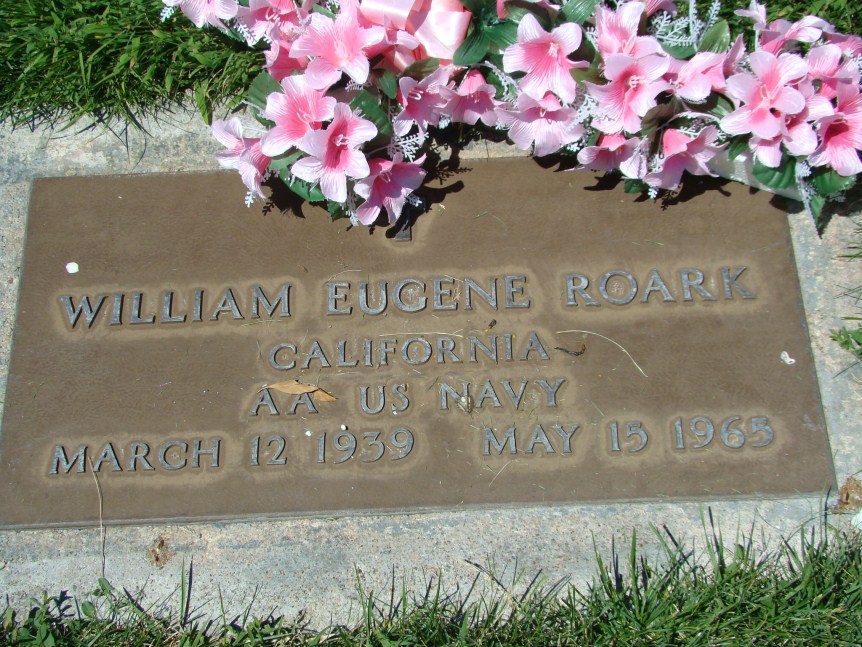 WILLIAM EUGENE ROARK
CALIFORNIA
AA US NAVY
MARCH 12 1939 MAY 15 1965